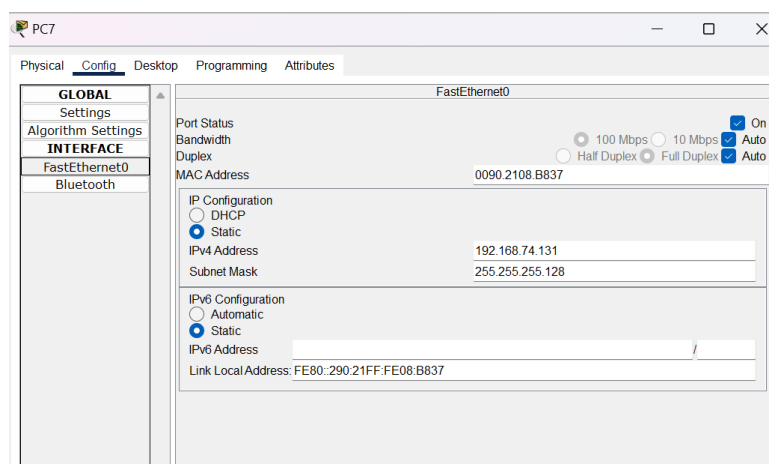 PC7
Physical Config Desktop Programming Attributes
GLOBAL
Settings
Algorithm Settings
INTERFACE
FastEthernet0
Bluetooth
FastEthernet0
Port Status On
Bandwidth 100 Mbps 10 Mbps Auto
Duplex Half Duplex Full Duplex Auto
MAC Address 0090.2108.B837
IP Configuration
DHCP
Static
IPv4 Address 192.168.74.131
Subnet Mask 255.255.255.128
IPv6 Configuration
Automatic
Static
IPv6 Address /
Link Local Address: FE80::290:21FF:FE08:B837